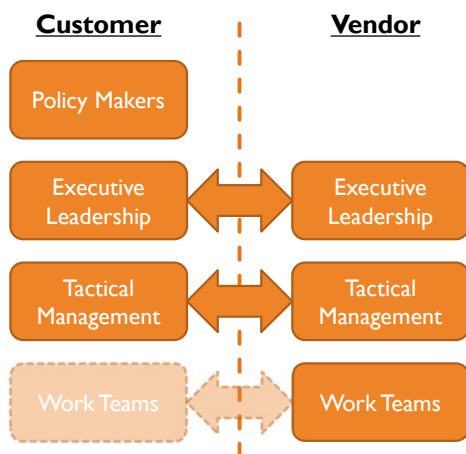 Customer
Vendor
Policy Makers
Executive
Leadership
Executive
Leadership
Tactical
Management
Tactical
Management
Work Teams
Work Teams